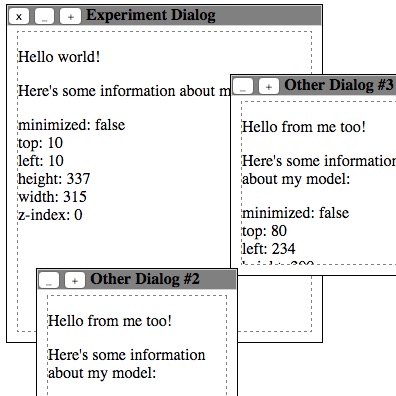 x _ + Experiment Dialog
Hello world!
Here's some information about m
minimized: false
top: 10
left: 10
height: 337
width: 315
z-index: 0
_ + Other Dialog #3
Hello from me too!
Here's some information
about my model:
minimized: false
top: 80
left: 234
_ + Other Dialog #2
Hello from me too!
Here's some information
about my model: